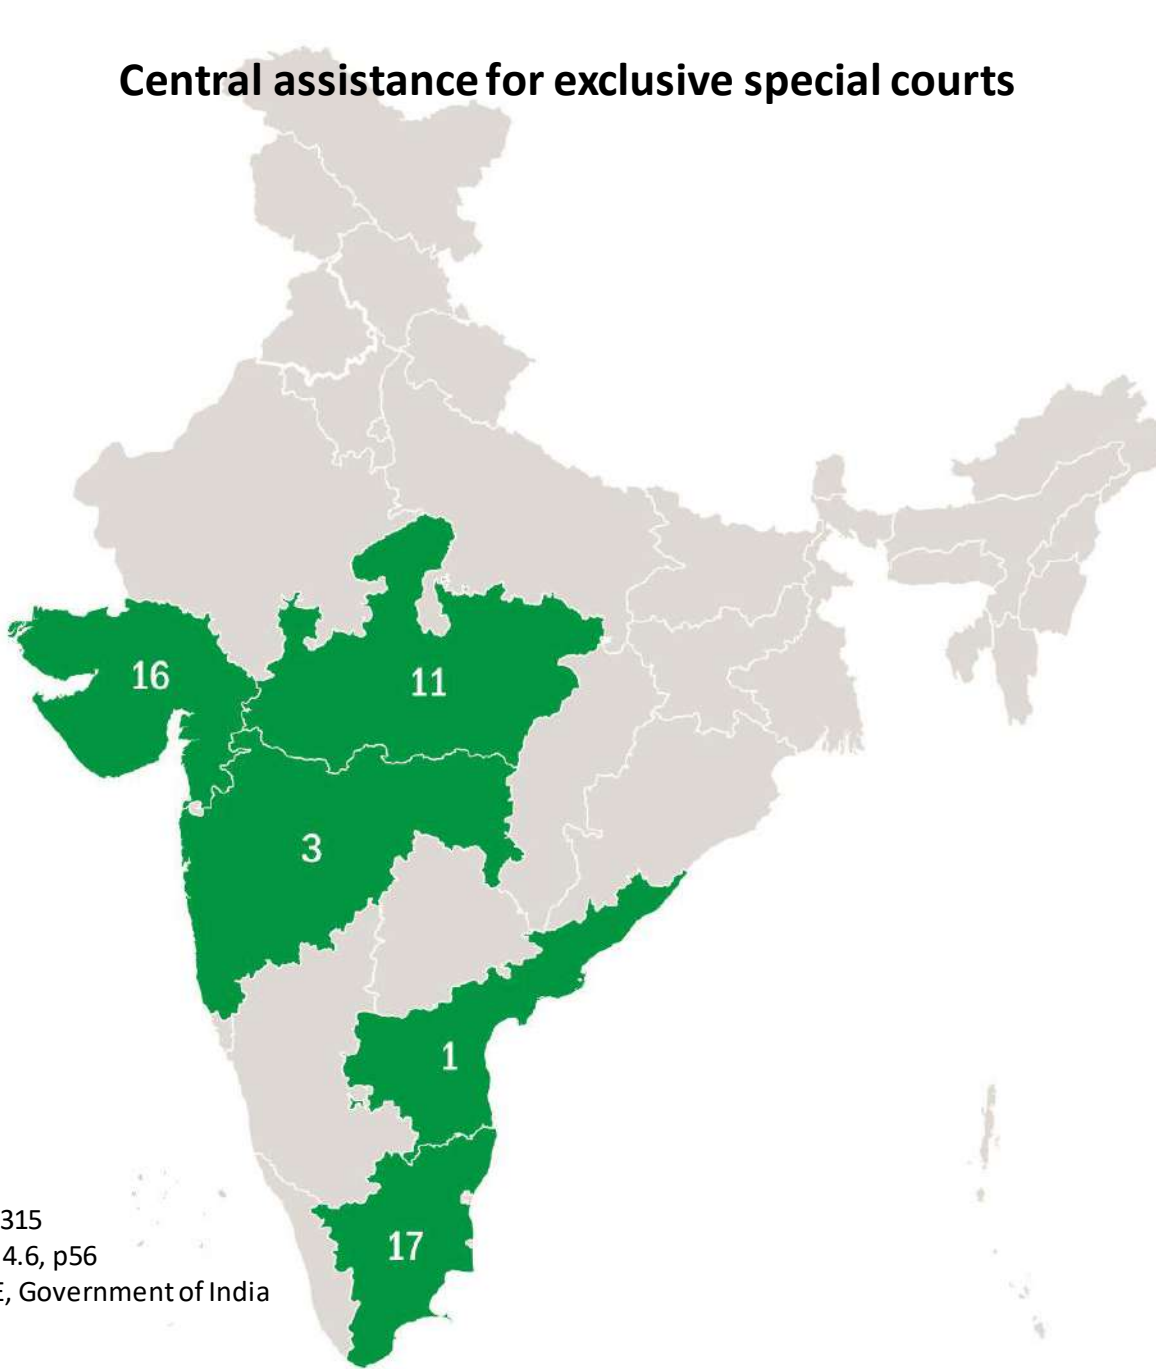 Central assistance for exclusive special courts
16
11
3
1
17
315
4.6, p56
, Government of India